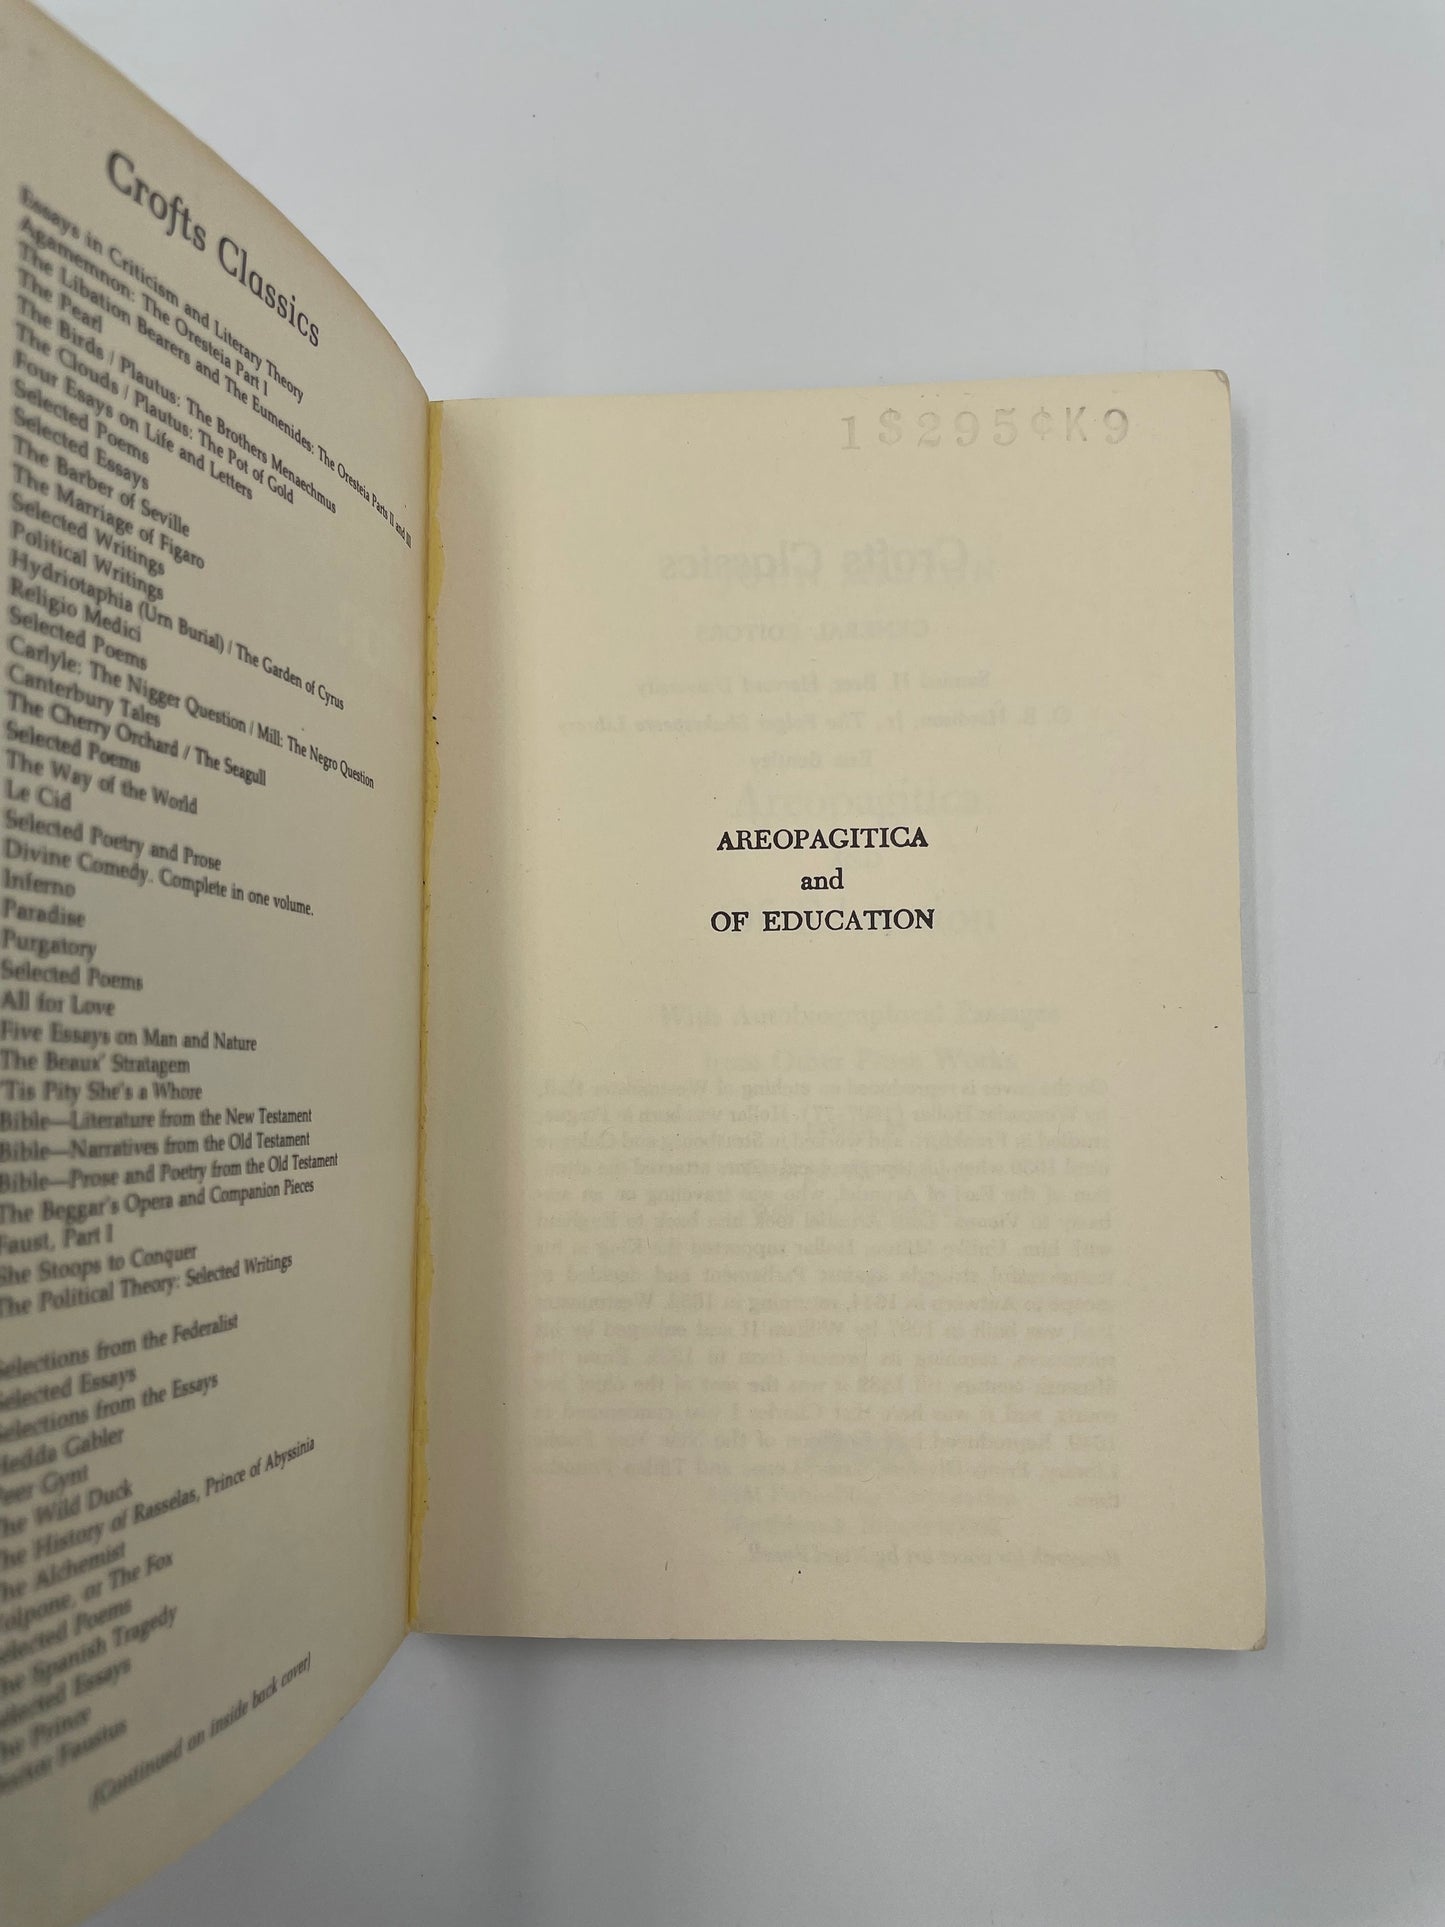 Crofts Classics
Essays in Criticism and Literary Theory
Agamemnon: The Oresteia Part I
The Libation Bearers and The Eumenides: The Oresteia Parts II and III
The Pearl
The Birds / Plautus: The Brothers Menaechmus
The Clouds / Plautus: The Pot of Gold
Four Essays on Life and Letters
Selected Poems
Selected Essays
The Barber of Seville
The Marriage of Figaro
Selected Writings
Political Writings
Hydriotaphia (Urn Burial) / The Garden of Cyrus
Religio Medici
Selected Poems
Carlyle: The Nigger Question / Mill: The Negro Question
Canterbury Tales
The Cherry Orchard / The Seagull
Selected Poems
The Way of the World
Le Cid
Selected Poetry and Prose
Divine Comedy. Complete in one volume.
Inferno
Paradise
Purgatory
Selected Poems
All for Love
Five Essays on Man and Nature
The Beaux' Stratagem
'Tis Pity She's a Whore
Bible—Literature from the New Testament
Bible—Narratives from the Old Testament
Bible—Prose and Poetry from the Old Testament
The Beggar's Opera and Companion Pieces
Faust, Part I
She Stoops to Conquer
The Political Theory: Selected Writings
Selections from the Federalist
Selected Essays
Selections from the Essays
Hedda Gabler
Peer Gynt
The Wild Duck
The History of Rasselas, Prince of Abyssinia
The Alchemist
Volpone, or The Fox
Selected Poems
The Spanish Tragedy
Selected Essays
The Prince
Doctor Faustus
(Continued on inside back cover)
1$295¢K9
AREOPAGITICA
and
OF EDUCATION